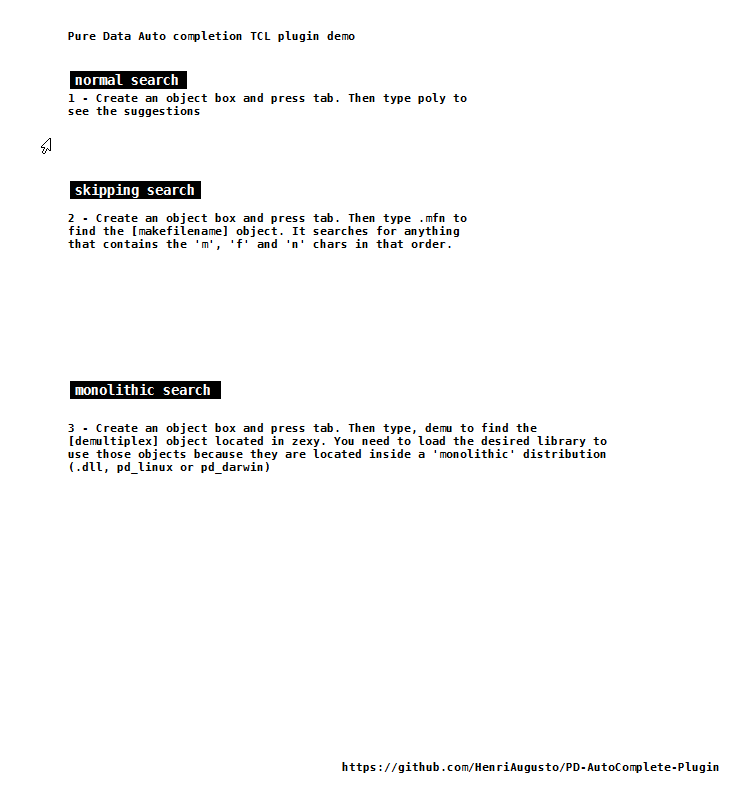 Pure Data Auto completion TCL plugin demo
normal search
1 - Create an object box and press tab. Then type poly to
see the suggestions
skipping search
2 - Create an object box and press tab. Then type .mfn to
find the [makefilename] object. It searches for anything
that contains the 'm', 'f' and 'n' chars in that order.
monolithic search
3 - Create an object box and press tab. Then type, demu to find the
[demultiplex] object located in zexy. You need to load the desired library to
use those objects because they are located inside a 'monolithic' distribution
(.dll, pd_linux or pd_darwin)
https://github.com/HenriAugusto/PD-AutoComplete-Plugin